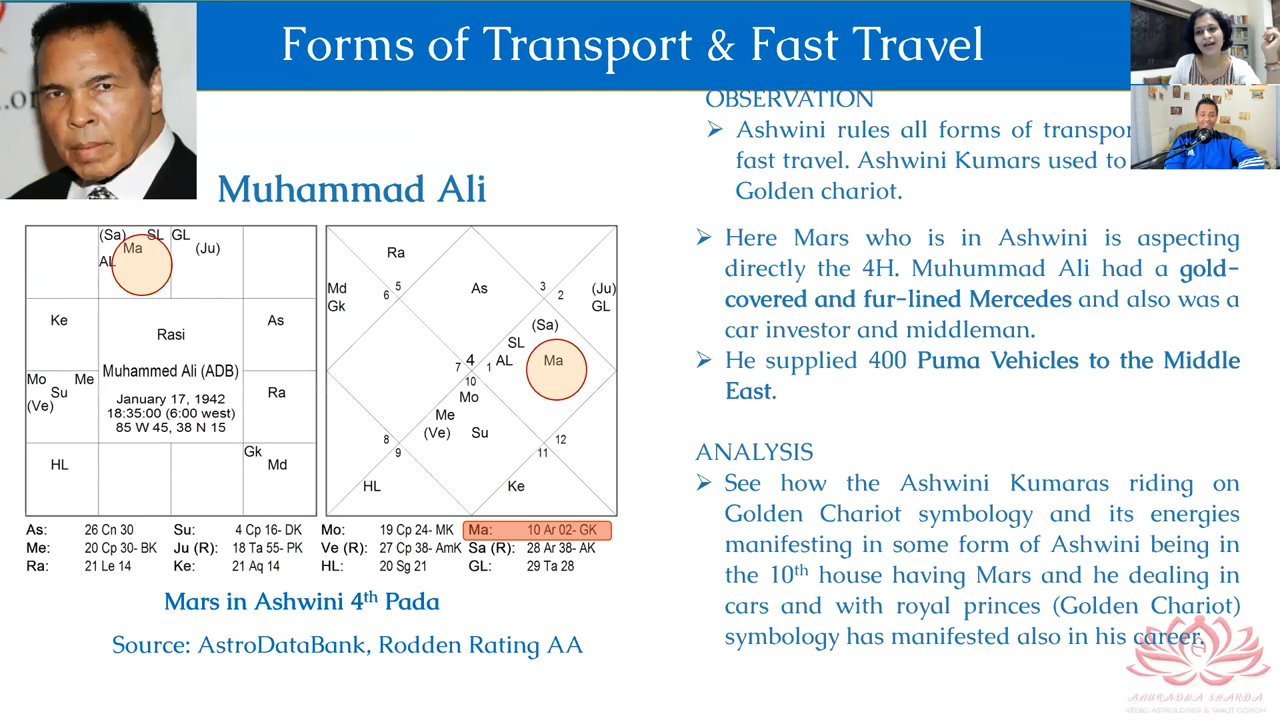 Forms of Transport & Fast Travel
Muhammad Ali
OBSERVATION
➢ Ashwini rules all forms of
fast travel. Ashwini Kumars used to
Golden chariot.
➢ Here Mars who is in Ashwini is aspecting
directly the 4H. Muhummad Ali had a gold-
covered and fur-lined Mercedes and also was a
car investor and middleman.
➢ He supplied 400 Puma Vehicles to the Middle
East.
ANALYSIS
➢ See how the Ashwini Kumaras riding on
Golden Chariot symbology and its energies
manifesting in some form of Ashwini being in
the 10th house having Mars and he dealing in
cars and with royal princes (Golden Chariot)
symbology has manifested also in his career.
(Sa) SL GL
Ma (Ju)
AL
Ke As
Rasi
Mo Me Muhammed Ali (ADB)
Su Ra
(Ve) January 17, 1942
18:35:00 (6:00 west)
85 W 45, 38 N 15
Gk
HL Md
Ra
Md 5 As 3 (Ju)
Gk 6 2 GL
(Sa)
SL
4 AL Ma
7 1
10
Mo
Me
(Ve) Su
8 12
9 11
HL Ke
As: 26 Cn 30 Su: 4 Cp 16- DK Mo: 19 Cp 24- MK Ma: 10 Ar 02- GK
Me: 20 Cp 30- BK Ju (R): 18 Ta 55- PK Ve (R): 27 Cp 38- AmK Sa (R): 28 Ar 38- AK
Ra: 21 Le 14 Ke: 21 Aq 14 HL: 20 Sg 21 GL: 29 Ta 28
Mars in Ashwini 4th Pada
Source: AstroDataBank, Rodden Rating AA
ANURADHA SHARDA
VEDIC ASTROLOGER & TAROT COACH